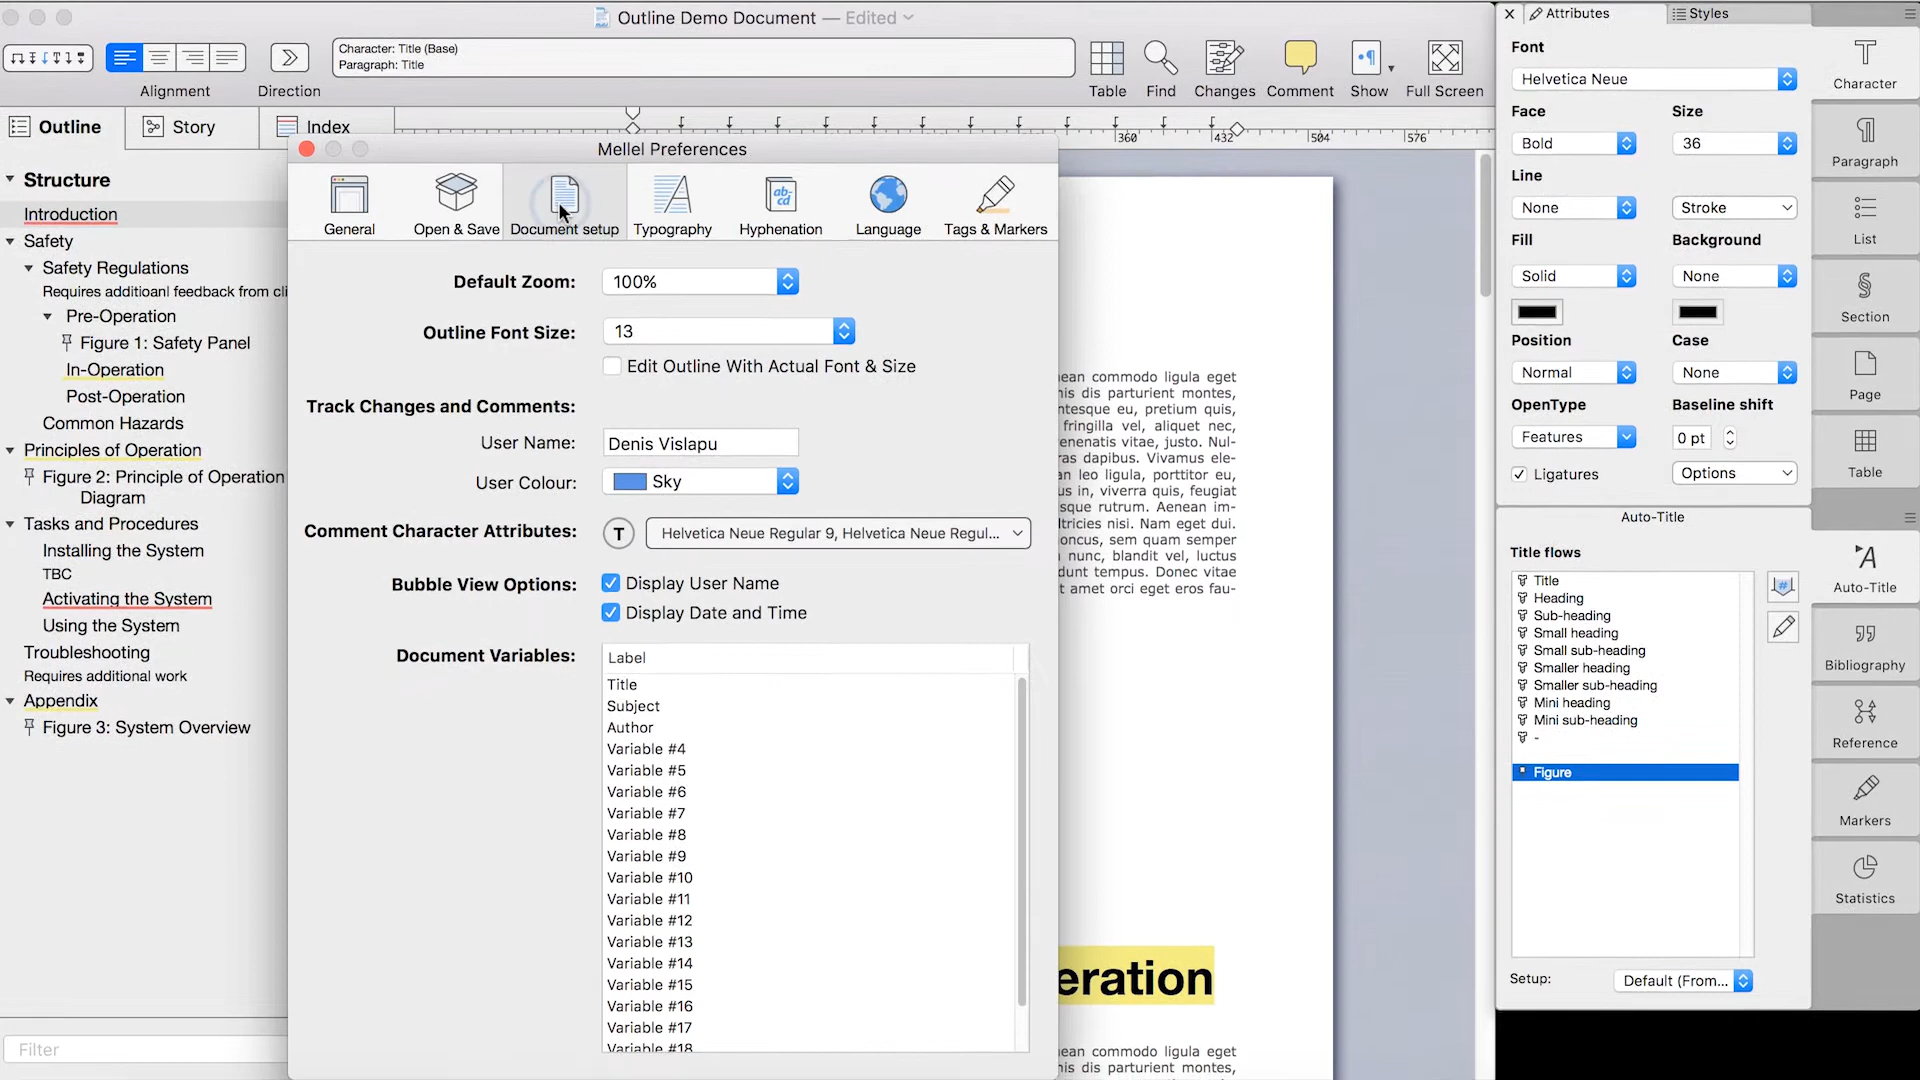 Outline Demo Document — Edited
Character: Title (Base)
Paragraph: Title
Alignment
Direction
Table
Find
Changes
Comment
Show
Full Screen
Outline
Story
Index
360
432
504
576
Structure
Introduction
Safety
Safety Regulations
Requires additioanl feedback from cli
Pre-Operation
Figure 1: Safety Panel
In-Operation
Post-Operation
Common Hazards
Principles of Operation
Figure 2: Principle of Operation
Diagram
Tasks and Procedures
Installing the System
TBC
Activating the System
Using the System
Troubleshooting
Requires additional work
Appendix
Figure 3: System Overview
Filter
Mellel Preferences
General
Open & Save
Document setup
Typography
ab-
cd
Hyphenation
Language
Tags & Markers
Default Zoom: 100%
Outline Font Size: 13
Edit Outline With Actual Font & Size
Track Changes and Comments:
User Name: Denis Vislapu
User Colour: Sky
Comment Character Attributes: T Helvetica Neue Regular 9, Helvetica Neue Regul...
Bubble View Options: Display User Name
Display Date and Time
Document Variables:
Label
Title
Subject
Author
Variable #4
Variable #5
Variable #6
Variable #7
Variable #8
Variable #9
Variable #10
Variable #11
Variable #12
Variable #13
Variable #14
Variable #15
Variable #16
Variable #17
Variable #18
ean commodo ligula eget
is dis parturient montes,
ntesque eu, pretium quis,
fringilla vel, aliquet nec,
enenatis vitae, justo. Nul-
ras dapibus. Vivamus ele-
an leo ligula, porttitor eu,
us in, viverra quis, feugiat
sque rutrum. Aenean im-
ltricies nisi. Nam eget dui.
oncus, sem quam semper
nunc, blandit vel, luctus
dunt tempus. Donec vitae
t amet orci eget eros fau-
eration
ean commodo ligula eget
nis dis parturient montes,
Attributes
Styles
Font
Helvetica Neue
Face
Size
Bold
36
Line
None
Stroke
Fill
Background
Solid
None
Position
Case
Normal
None
OpenType
Baseline shift
Features
0 pt
Ligatures
Options
Auto-Title
Title flows
Title
Heading
Sub-heading
Small heading
Small sub-heading
Smaller heading
Smaller sub-heading
Mini heading
Mini sub-heading
-
Figure
Setup: Default (From...
Character
Paragraph
List
Section
Page
Table
Auto-Title
Bibliography
Reference
Markers
Statistics